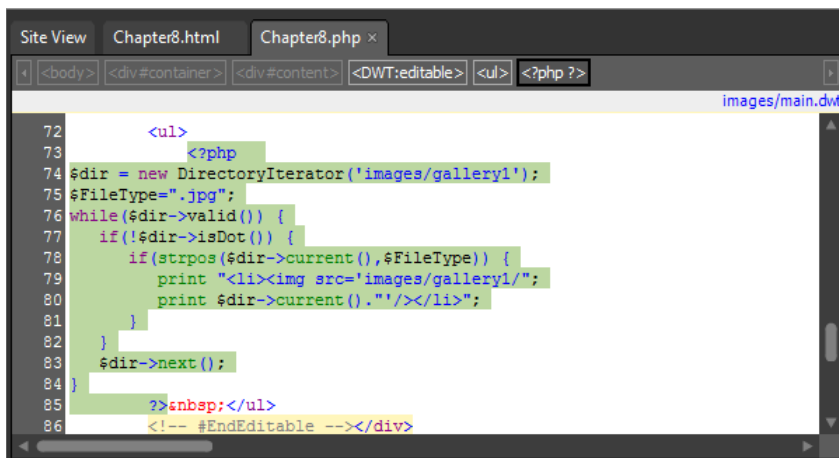 Site View Chapter8.html Chapter8.php ×
<body> <div#container> <div#content> <DWT:editable> <ul> <?php ?>
images/main.dwt
72 <ul>
73 <?php
74 $dir = new DirectoryIterator('images/gallery1');
75 $FileType=".jpg";
76 while($dir->valid()) {
77 if(!$dir->isDot()) {
78 if(strpos($dir->current(),$FileType)) {
79 print "<li><img src='images/gallery1/";
80 print $dir->current()."'/></li>";
81 }
82 }
83 $dir->next();
84 }
85 ?>&nbsp;</ul>
86 <!-- #EndEditable --></div>